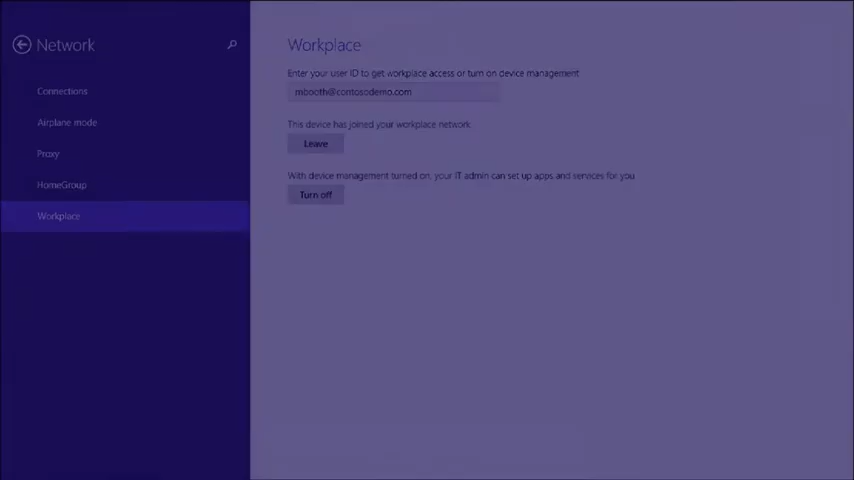 Network
Connections
Airplane mode
Proxy
HomeGroup
Workplace
Workplace
Enter your user ID to get workplace access or turn on device management
mbooth@contosodemo.com
This device has joined your workplace network
Leave
With device management turned on, your IT admin can set up apps and services for you
Turn off